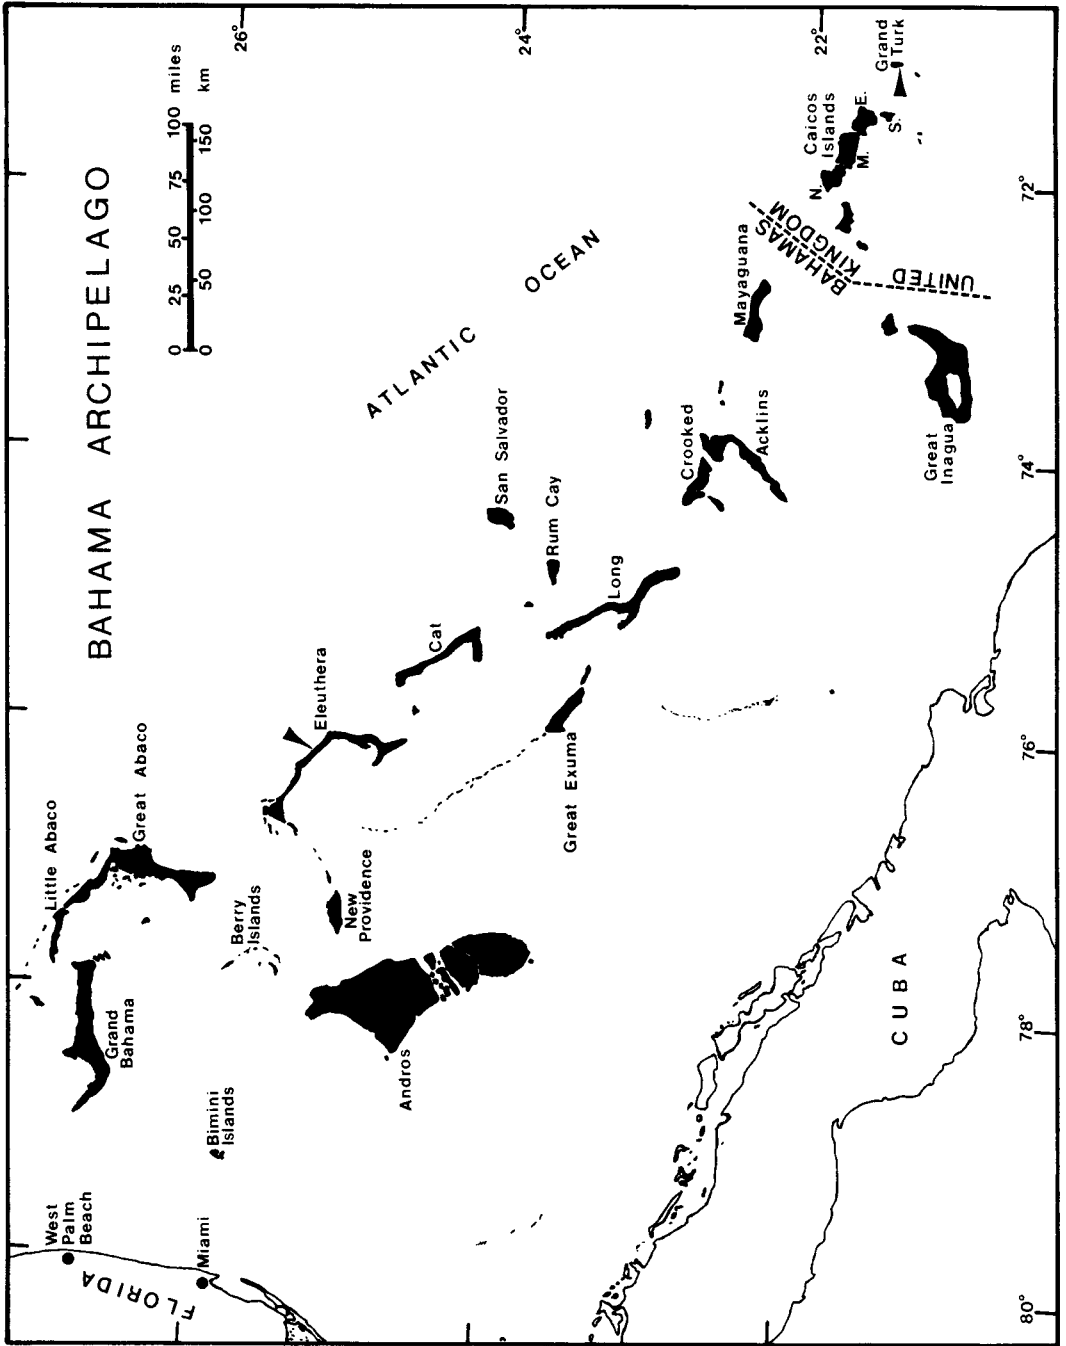 BAHAMA ARCHIPELAGO
0 25 50 75 100 miles
0 50 100 150 km
26°
24°
22°
72°
74°
76°
78°
80°
West
Palm
Beach
Miami
FLORIDA
Little Abaco
Great Abaco
Grand
Bahama
Bimini
Islands
Berry
Islands
Eleuthera
New
Providence
Andros
Cat
San Salvador
Rum Cay
Long
Great Exuma
ATLANTIC
OCEAN
Crooked
Acklins
Mayaguana
Great
Inagua
BAHAMAS
UNITED
KINGDOM
Caicos
Islands
N.
M.
E.
S.
Grand
Turk
CUBA